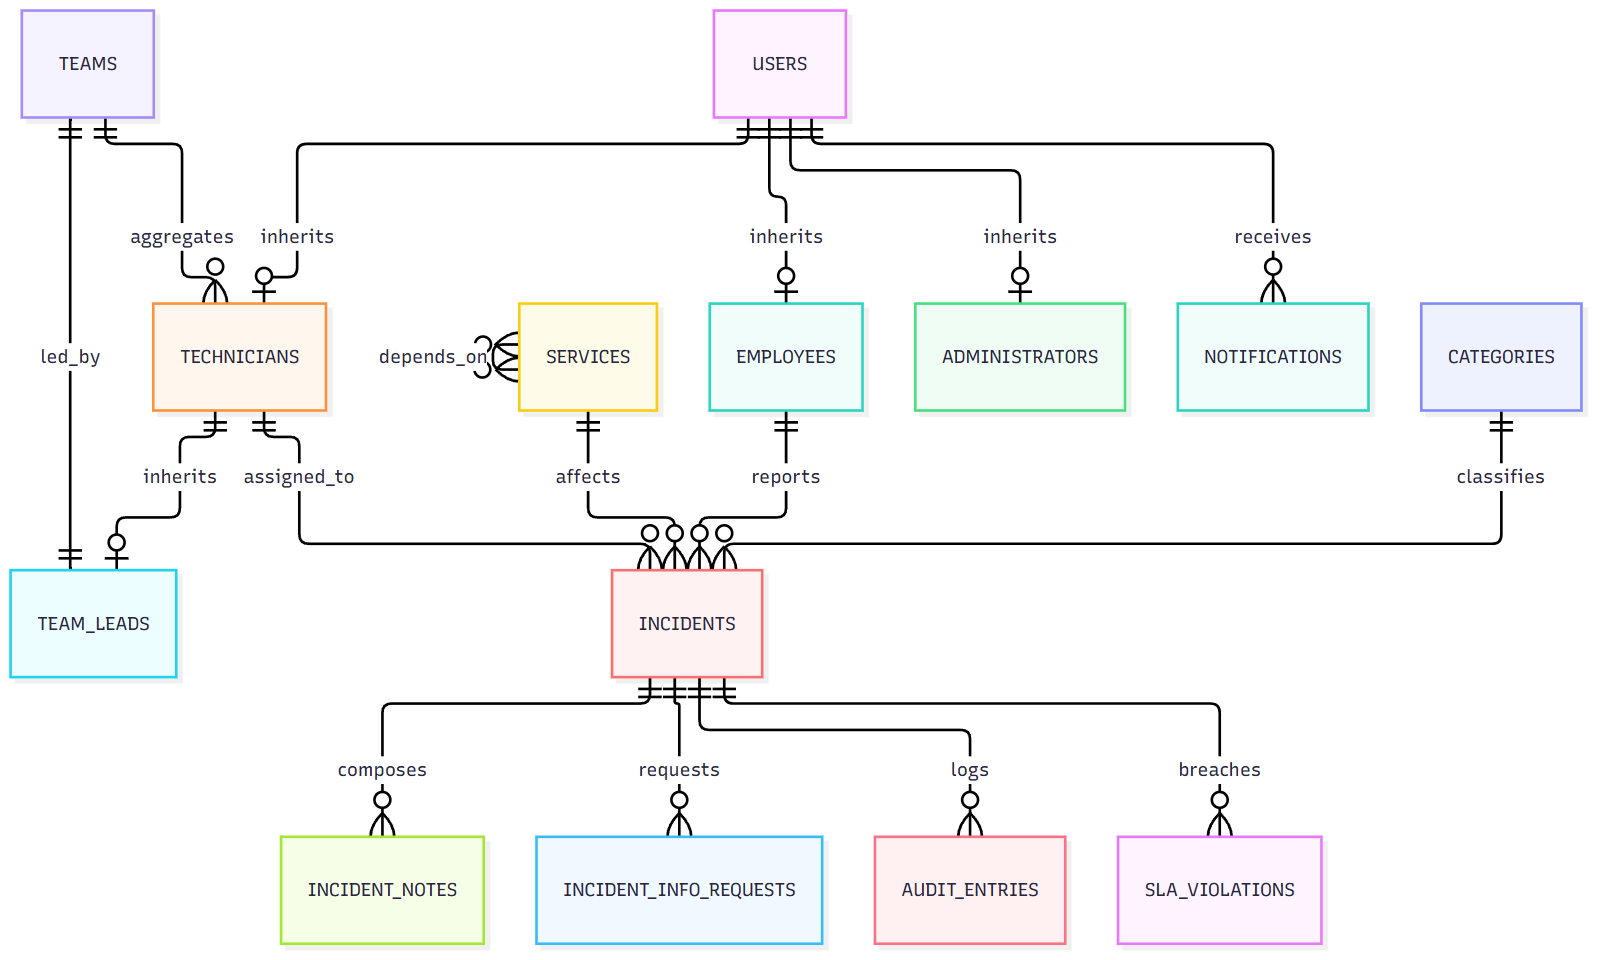 TEAMS
USERS
aggregates
inherits
inherits
inherits
receives
led_by
TECHNICIANS
depends_on
SERVICES
EMPLOYEES
ADMINISTRATORS
NOTIFICATIONS
CATEGORIES
inherits
assigned_to
affects
reports
classifies
TEAM_LEADS
INCIDENTS
composes
requests
logs
breaches
INCIDENT_NOTES
INCIDENT_INFO_REQUESTS
AUDIT_ENTRIES
SLA_VIOLATIONS